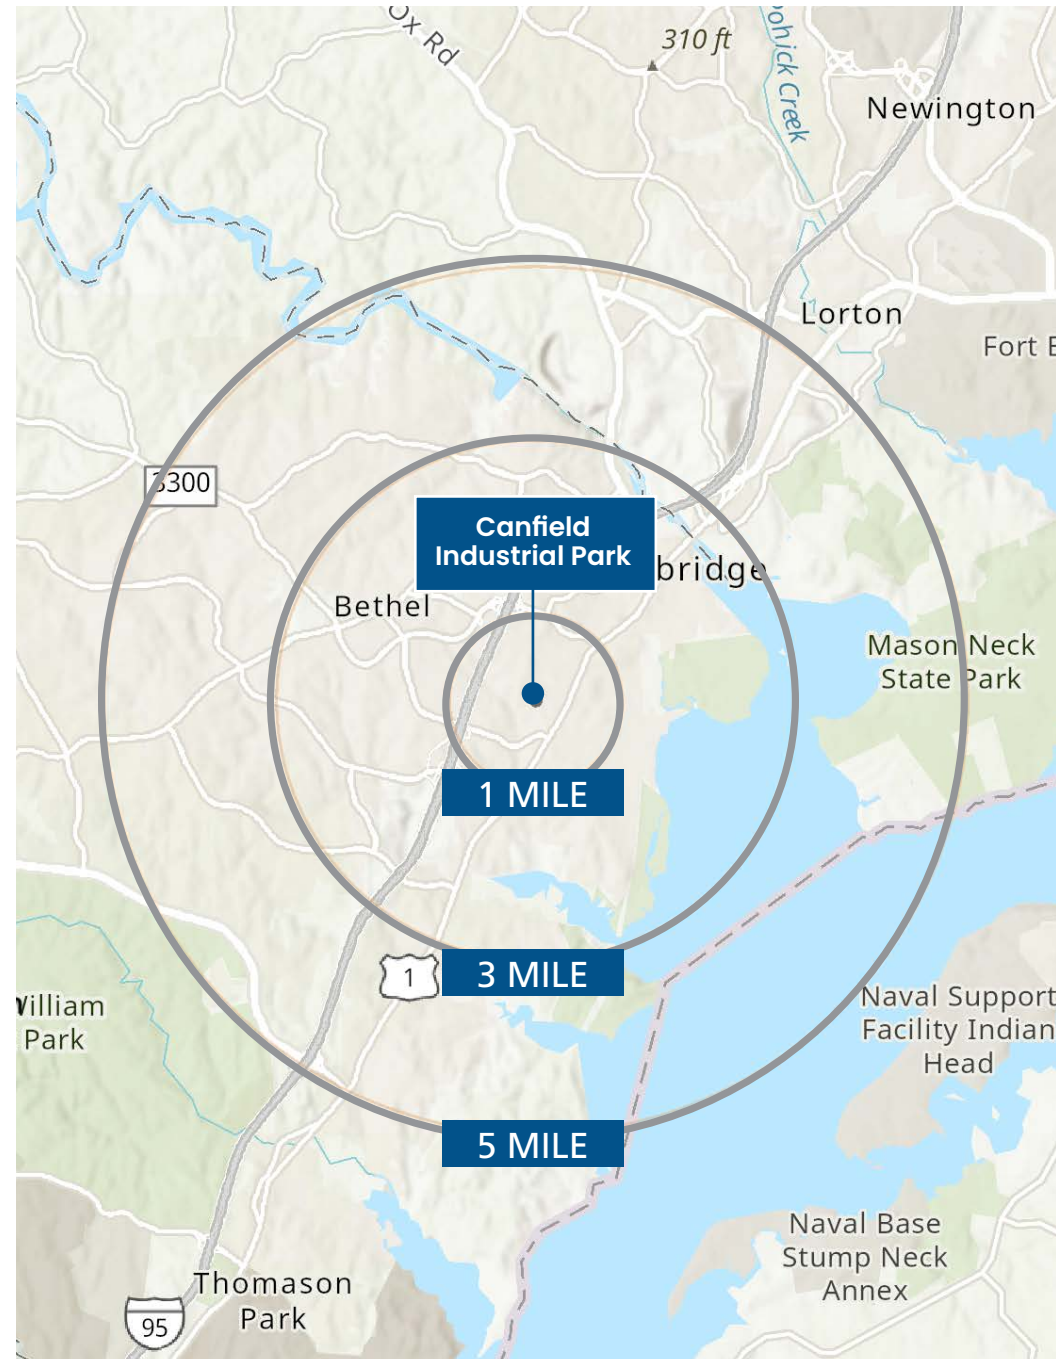 Ox Rd
310 ft
ohick Creek
Newington
Lorton
Fort
3300
Canfield
Industrial Park
bridge
Bethel
Mason Neck
State Park
1 MILE
3 MILE
1
William
Park
Naval Support
Facility Indian
Head
5 MILE
Naval Base
Stump Neck
Annex
Thomason
Park
95